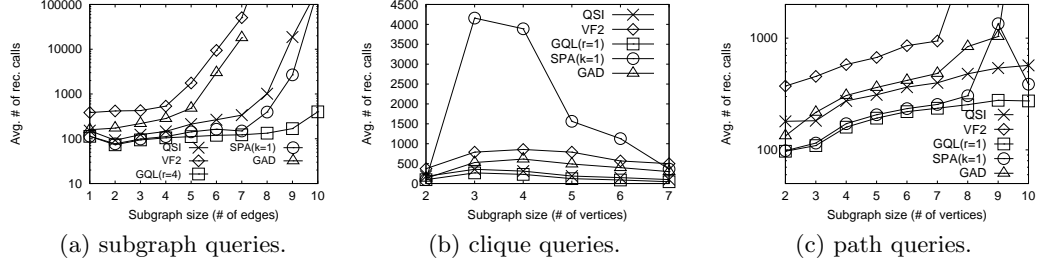 Avg. # of rec. calls
100000
10000
1000
100
10
QSI
VF2
GQL(r=4)
SPA(k=1)
GAD
1 2 3 4 5 6 7 8 9 10
Subgraph size (# of edges)
(a) subgraph queries.
Avg. # of rec. calls
4500
4000
3500
3000
2500
2000
1500
1000
500
0
QSI
VF2
GQL(r=1)
SPA(k=1)
GAD
2 3 4 5 6 7
Subgraph size (# of vertices)
(b) clique queries.
Avg. # of rec. calls
1000
100
QSI
VF2
GQL(r=1)
SPA(k=1)
GAD
2 3 4 5 6 7 8 9 10
Subgraph size (# of vertices)
(c) path queries.